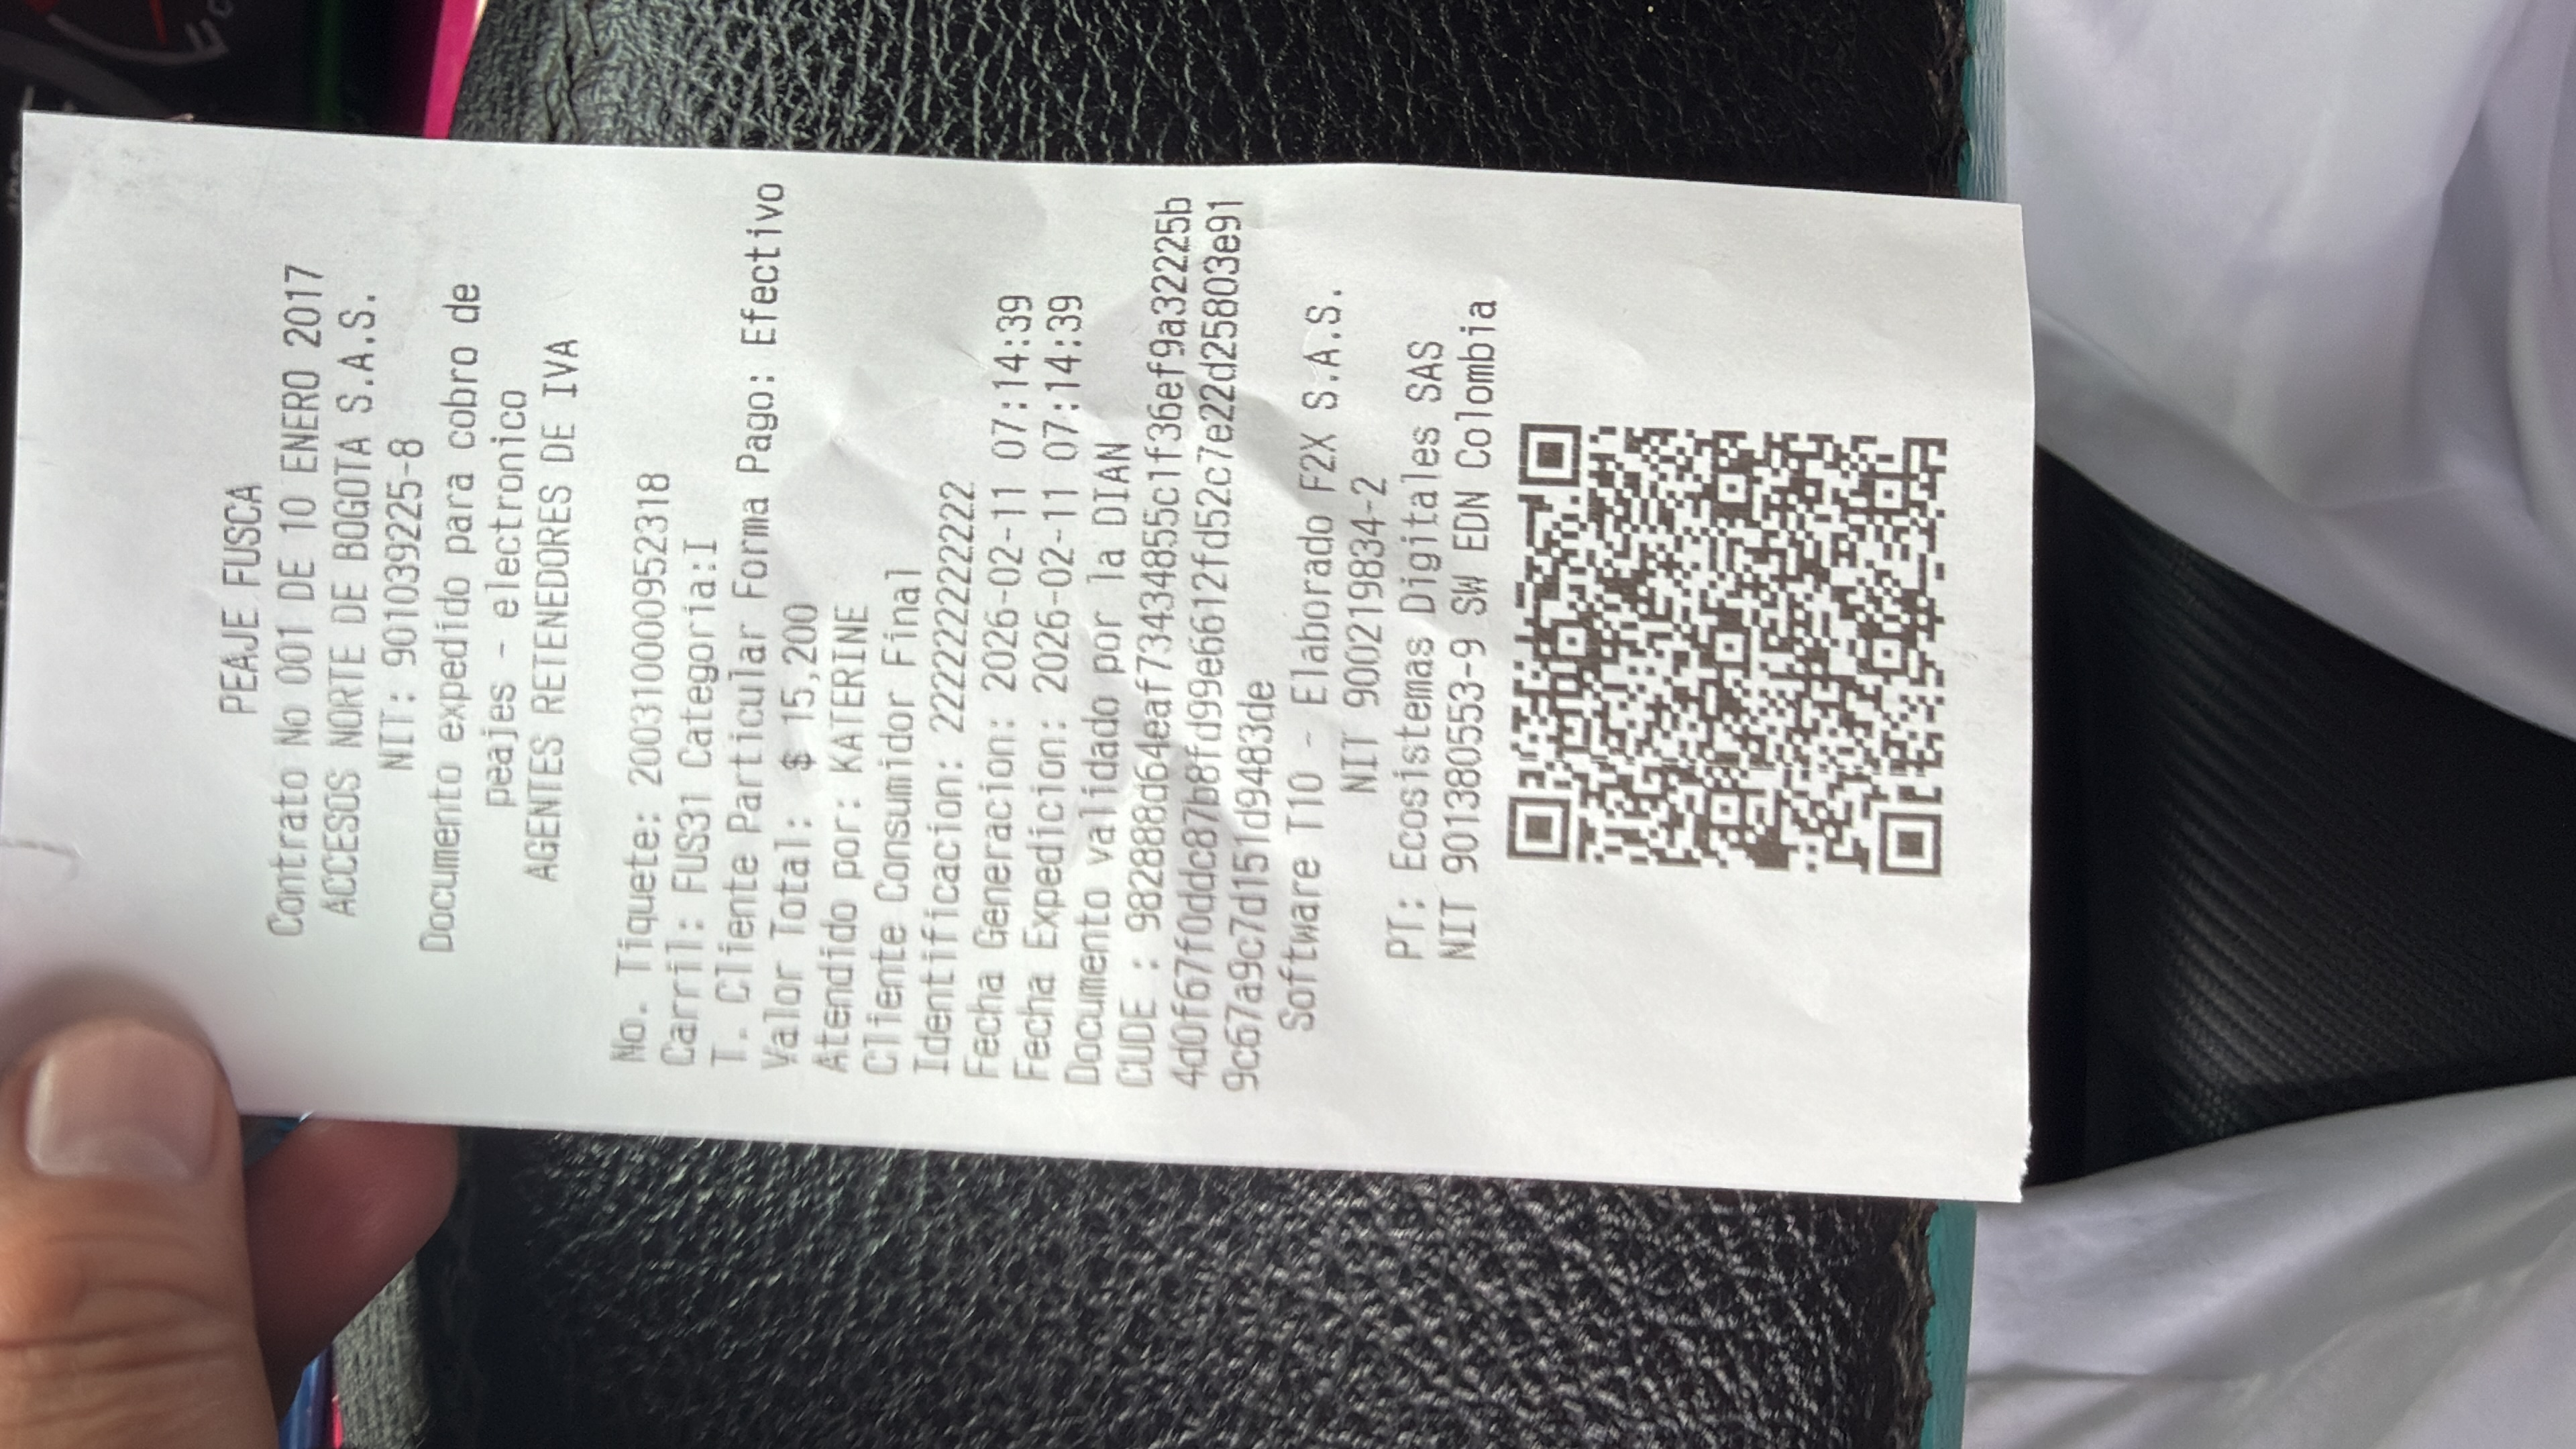 PEAJE FUSCA
Contrato No 001 DE 10 ENERO 2017
ACCESOS NORTE DE BOGOTA S.A.S.
NIT: 901039225-8
Documento expedido para cobro de
peajes - electronico
AGENTES RETENEDORES DE IVA
No. Tiquete: 2003100000952318
Carril: FUS31 Categoria:I
T. Cliente Particular Forma Pago: Efectivo
Valor Total: $ 15,200
Atendido por: KATERINE
Cliente Consumidor Final
Identificacion: 222222222222
Fecha Generacion: 2026-02-11 07:14:39
Fecha Expedicion: 2026-02-11 07:14:39
Documento validado por la DIAN
CUDE : 982888d64eaf73434855c1f36ef9a32225b
4d0f67f0ddc87b8fd99e6612fd52c7e22d25803e91
9c67a9c7d151d9483de
Software T10 - Elaborado F2X S.A.S.
NIT 900219834-2
PT: Ecosistemas Digitales SAS
NIT 901380553-9 SW EDN Colombia